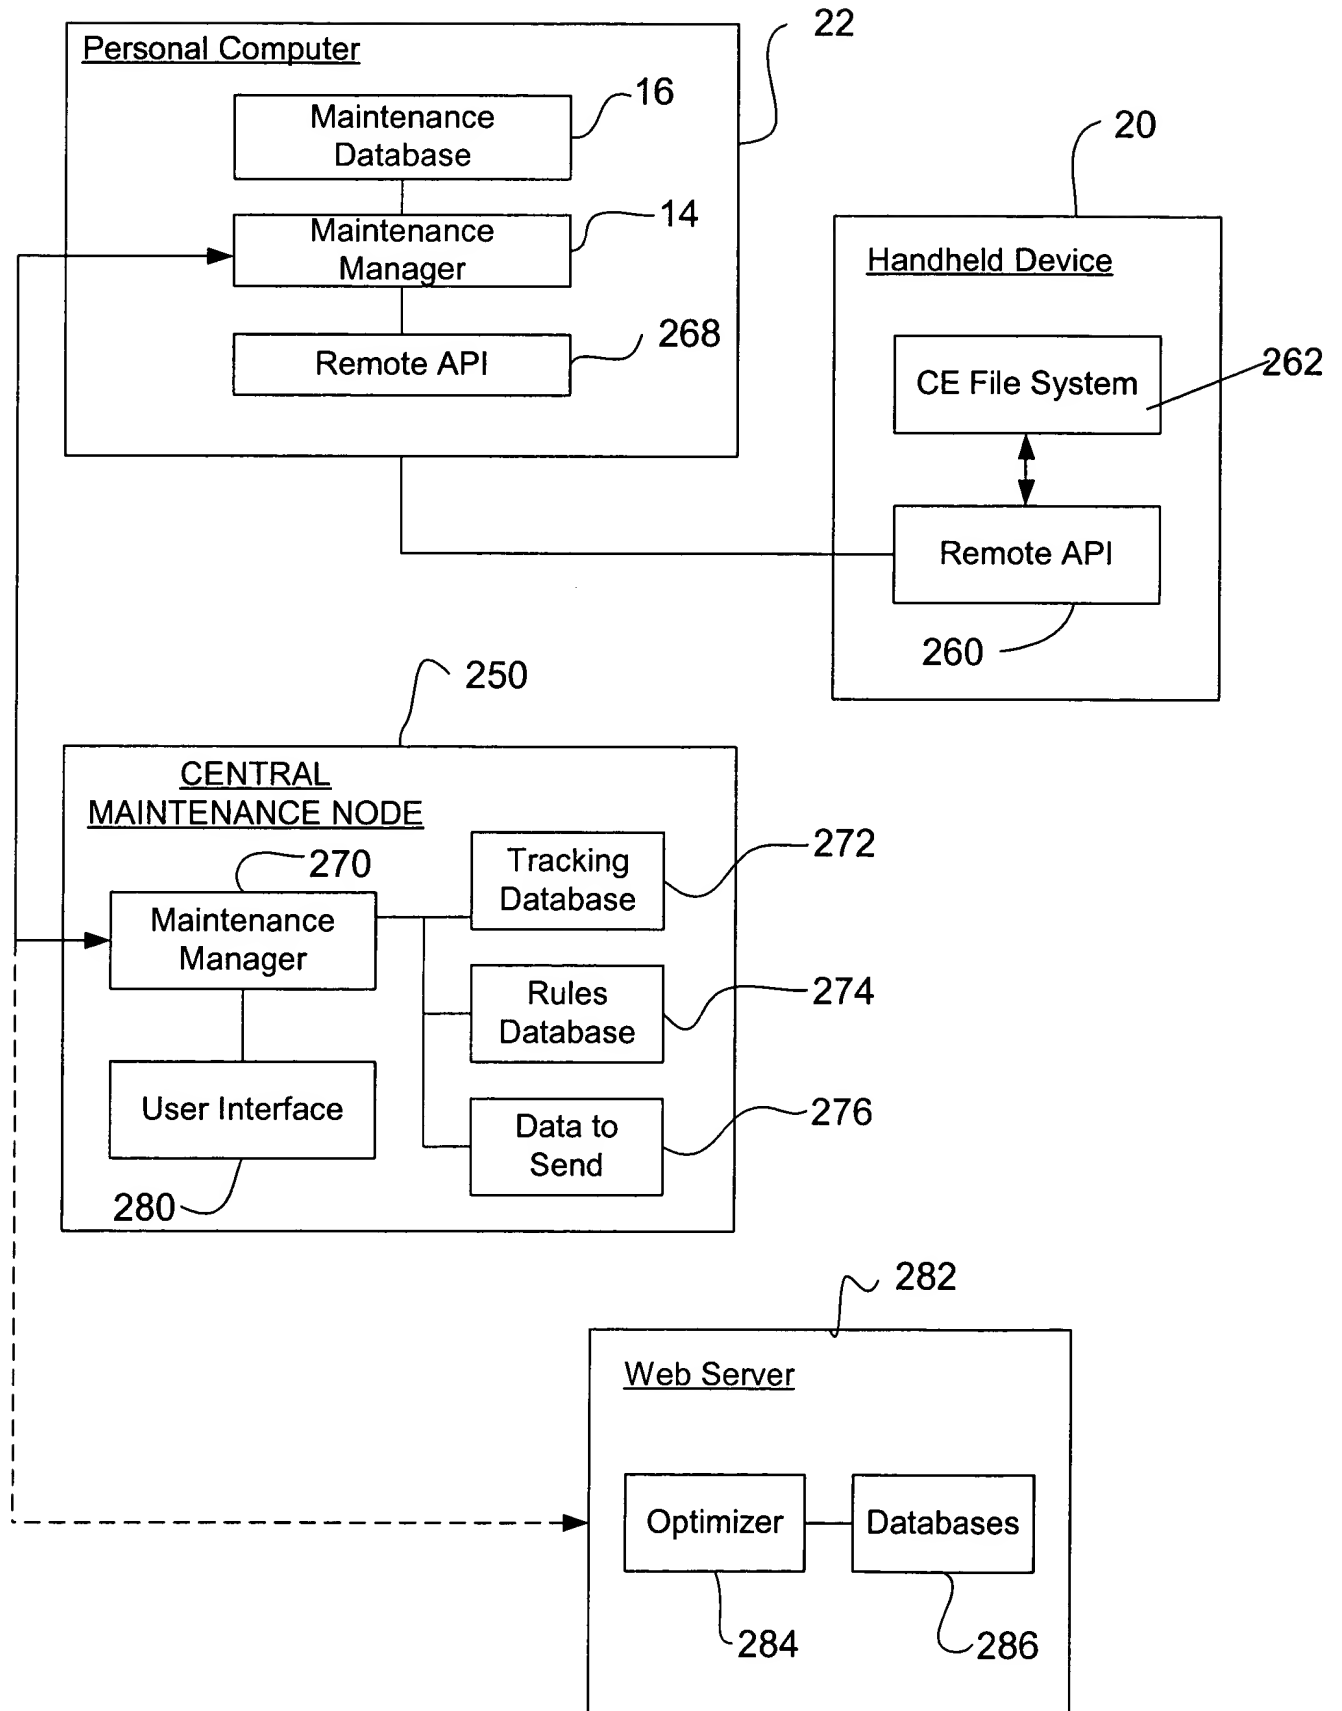 22
Personal Computer
16
Maintenance
Database
14
Maintenance
Manager
268
Remote API
20
Handheld Device
262
CE File System
Remote API
260
250
CENTRAL
MAINTENANCE NODE
270
272
Tracking
Database
Maintenance
Manager
274
Rules
Database
User Interface
276
Data to
Send
280
282
Web Server
Optimizer
Databases
284
286